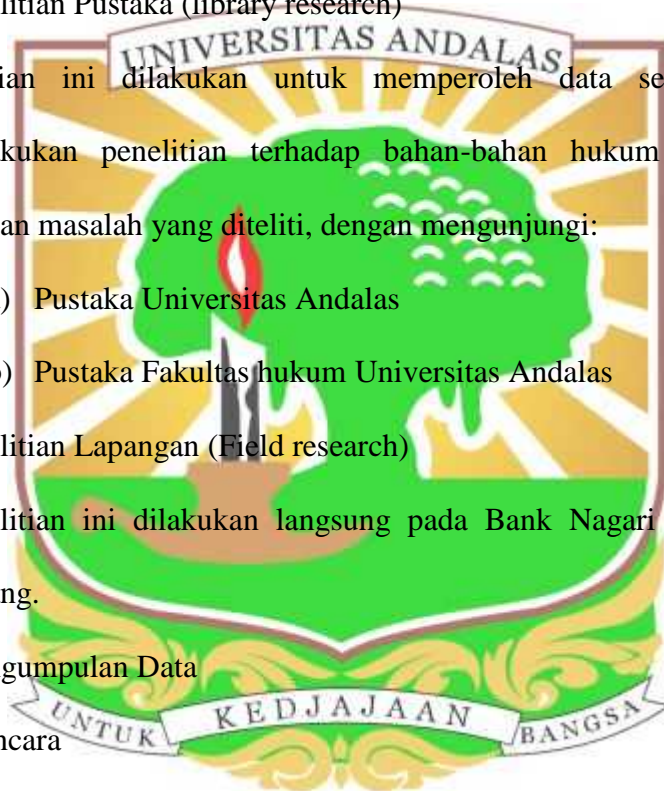 litian Pustaka (library research)
UNIVERSITAS ANDALAS
ian ini dilakukan untuk memperoleh data se
kukan penelitian terhadap bahan-bahan hukum
an masalah yang diteliti, dengan mengunjungi:
) Pustaka Universitas Andalas
) Pustaka Fakultas hukum Universitas Andalas
litian Lapangan (Field research)
litian ini dilakukan langsung pada Bank Nagari
ng.
ngumpulan Data
UNTUK KEDJAJAAN BANGSA
ncara